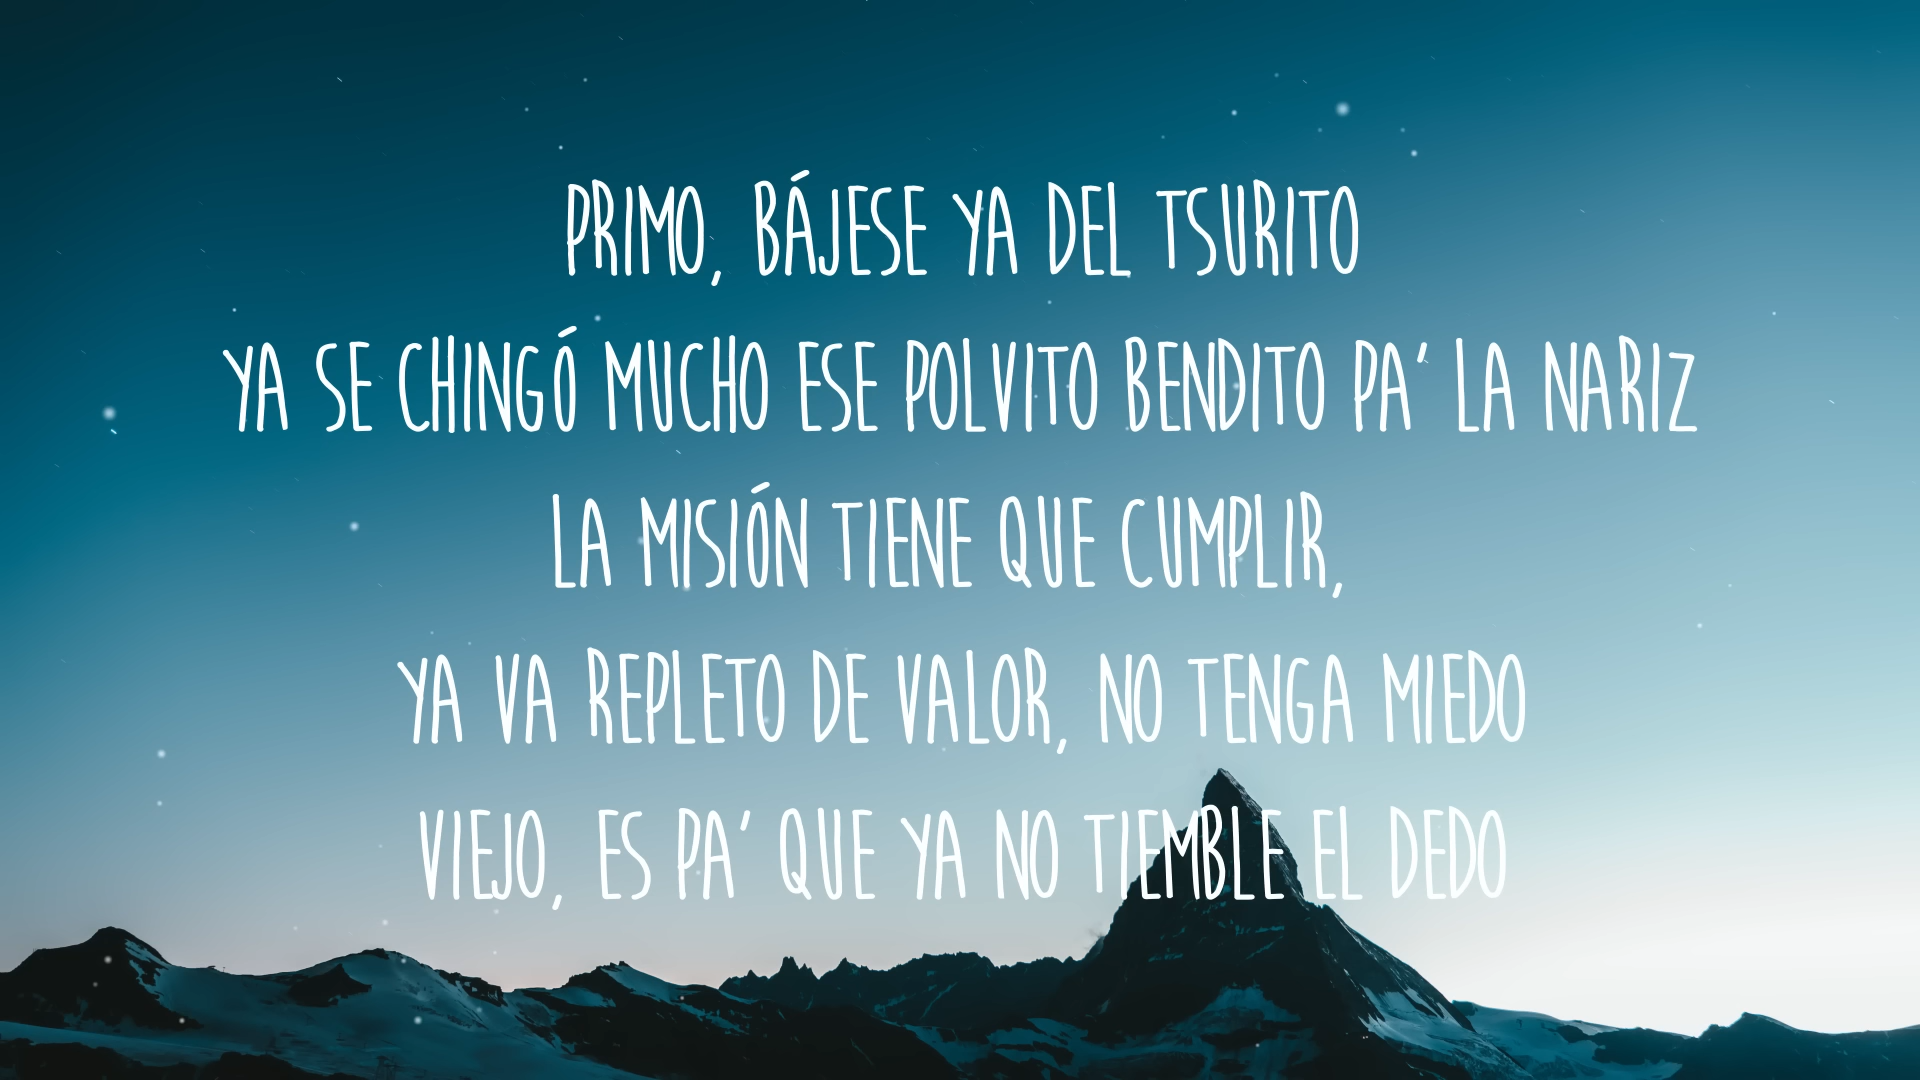 PRIMO, BÁJESE YA DEL TSURITO
YA SE CHINGÓ MUCHO ESE POLVITO BENDITO PA' LA NARIZ
LA MISIÓN TIENE QUE CUMPLIR,
YA VA REPLETO DE VALOR, NO TENGA MIEDO
VIEJO, ES PA' QUE YA NO TIEMBLE EL DEDO